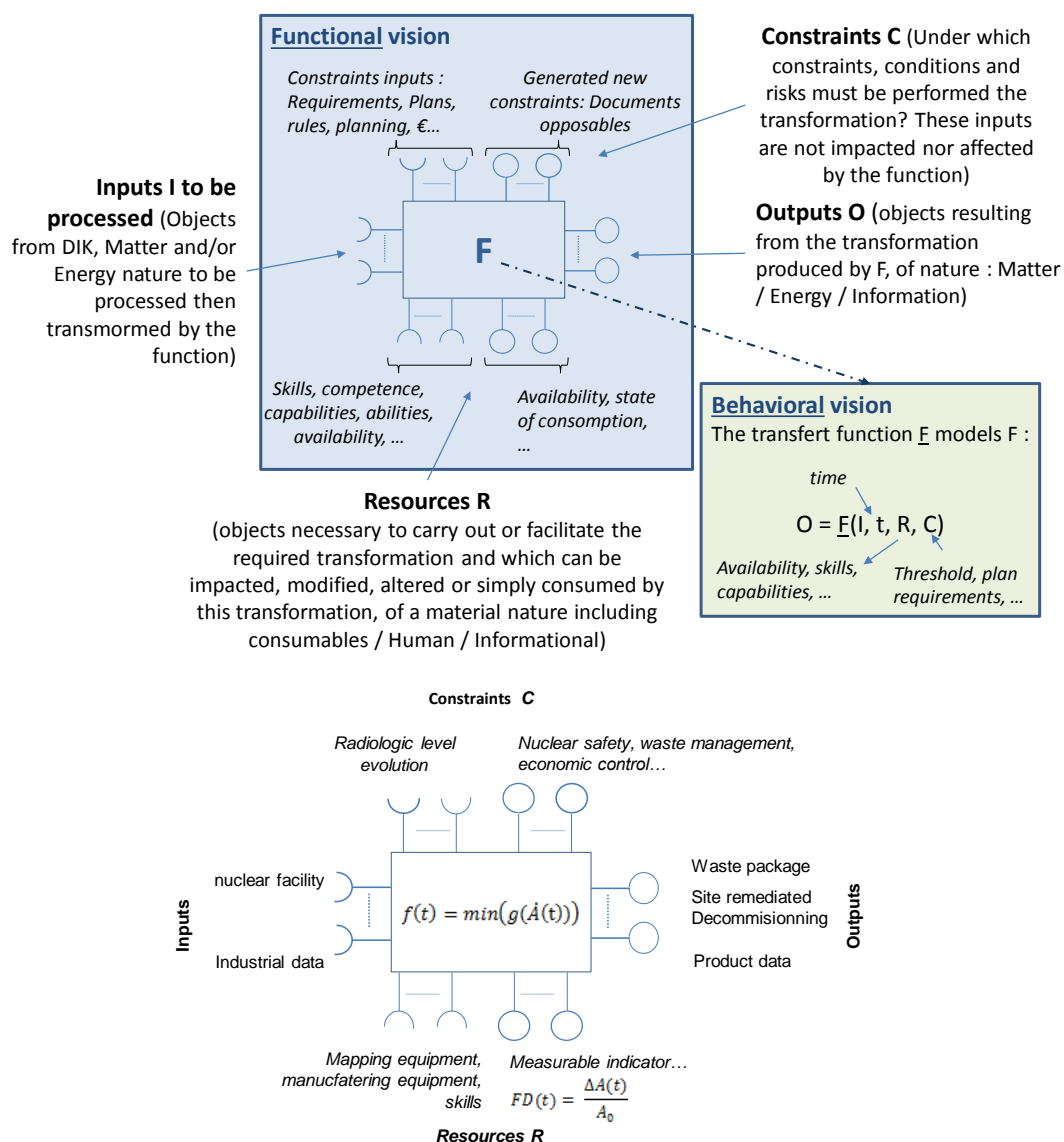 Functional vision
Constraints inputs :
Requirements, Plans,
rules, planning, €...
Generated new
constraints: Documents
opposables
Constraints C (Under which
constraints, conditions and
risks must be performed the
transformation? These inputs
are not impacted nor affected
by the function)
Inputs I to be
processed (Objects
from DIK, Matter and/or
Energy nature to be
processed then
transmormed by the
function)
F
Outputs O (objects resulting
from the transformation
produced by F, of nature : Matter
/ Energy / Information)
Skills, competence,
capabilities, abilities,
availability, ...
Availability, state
of consomption,
...
Resources R
(objects necessary to carry out or facilitate the
required transformation and which can be
impacted, modified, altered or simply consumed by
this transformation, of a material nature including
consumables / Human / Informational)
Behavioral vision
The transfert function F models F :
time
O = F(I, t, R, C)
Availability, skills,
capabilities, ...
Threshold, plan
requirements, ...
Constraints C
Radiologic level
evolution
Nuclear safety, waste management,
economic control...
Inputs
nuclear facility
Industrial data
f(t) = min(g(Ȧ(t)))
Waste package
Site remediated
Decommisionning
Product data
Outputs
Mapping equipment,
manucfatering equipment,
skills
Measurable indicator...
FD(t) = ΔA(t) / A₀
Resources R